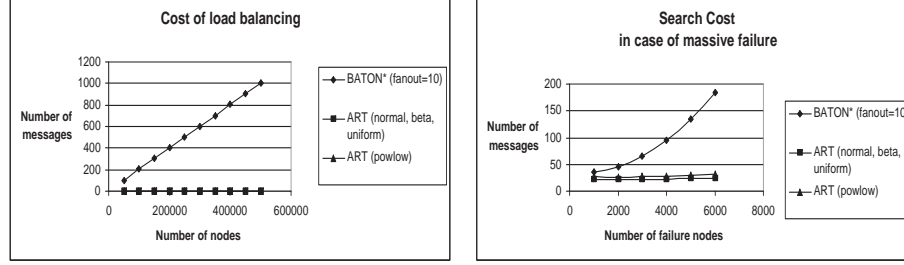 Cost of load balancing
1200
1000
800
600
400
200
0
Number of
messages
0 200000 400000 600000
Number of nodes
BATON* (fanout=10)
ART (normal, beta,
uniform)
ART (powlow)
Search Cost
in case of massive failure
200
150
100
50
0
Number of
messages
0 2000 4000 6000 8000
Number of failure nodes
BATON* (fanout=10
ART (normal, beta,
uniform)
ART (powlow)